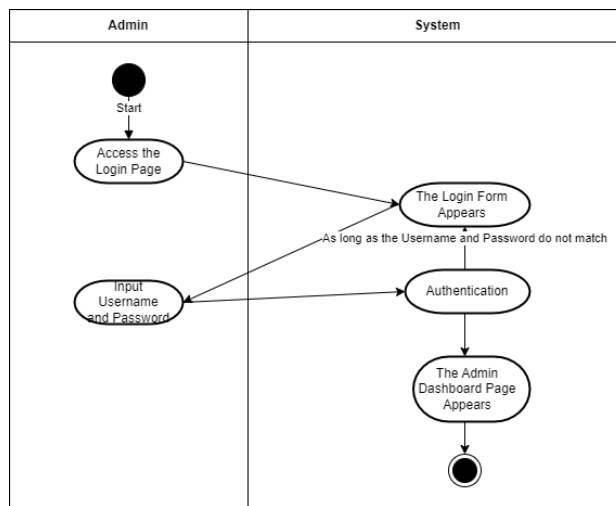 Admin
System
Start
Access the
Login Page
The Login Form
Appears
As long as the Username and Password do not match
Input
Username
and Password
Authentication
The Admin
Dashboard Page
Appears